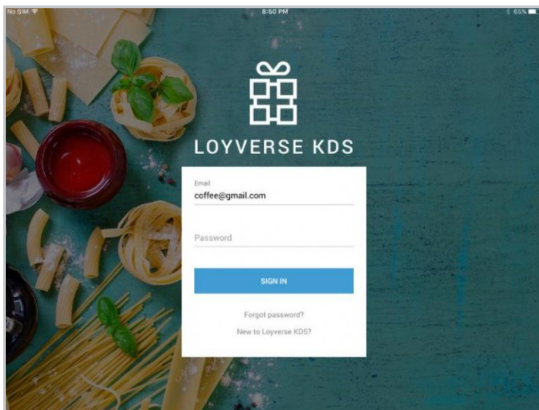 No SIM
8:50 PM
65%
LOYVERSE KDS
Email
coffee@gmail.com
Password
SIGN IN
Forgot password?
New to Loyverse KDS?